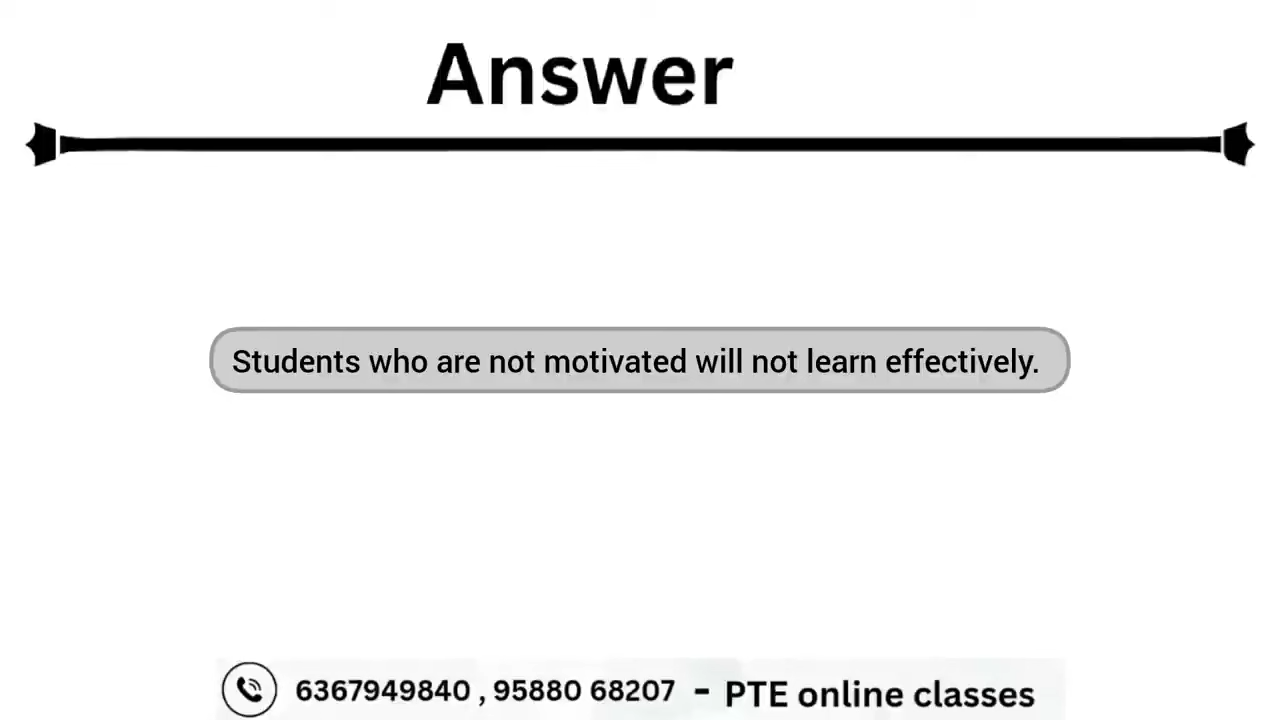 Answer
Students who are not motivated will not learn effectively.
6367949840 , 95880 68207 - PTE online classes